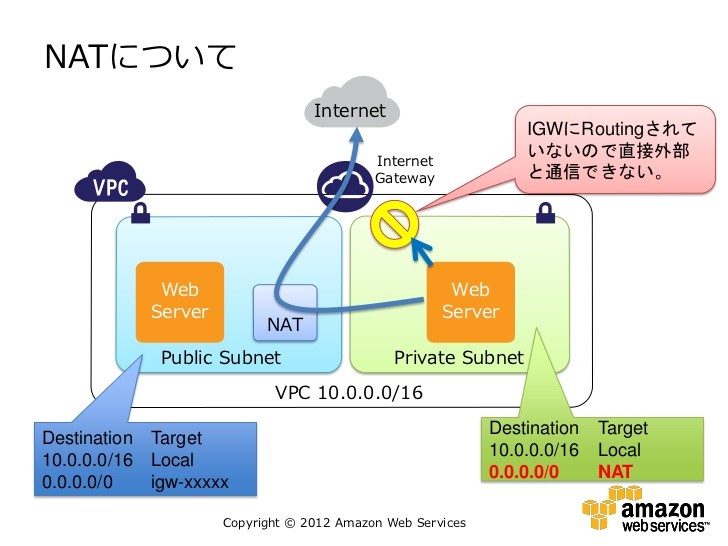 NATについて
Internet
IGWにRoutingされて
いないので直接外部
と通信できない。
Internet
Gateway
VPC
Web
Server
NAT
Web
Server
Public Subnet
Private Subnet
VPC 10.0.0.0/16
Destination Target
10.0.0.0/16 Local
0.0.0.0/0 igw-xxxxx
Destination Target
10.0.0.0/16 Local
0.0.0.0/0 NAT
Copyright © 2012 Amazon Web Services
amazon
web services™